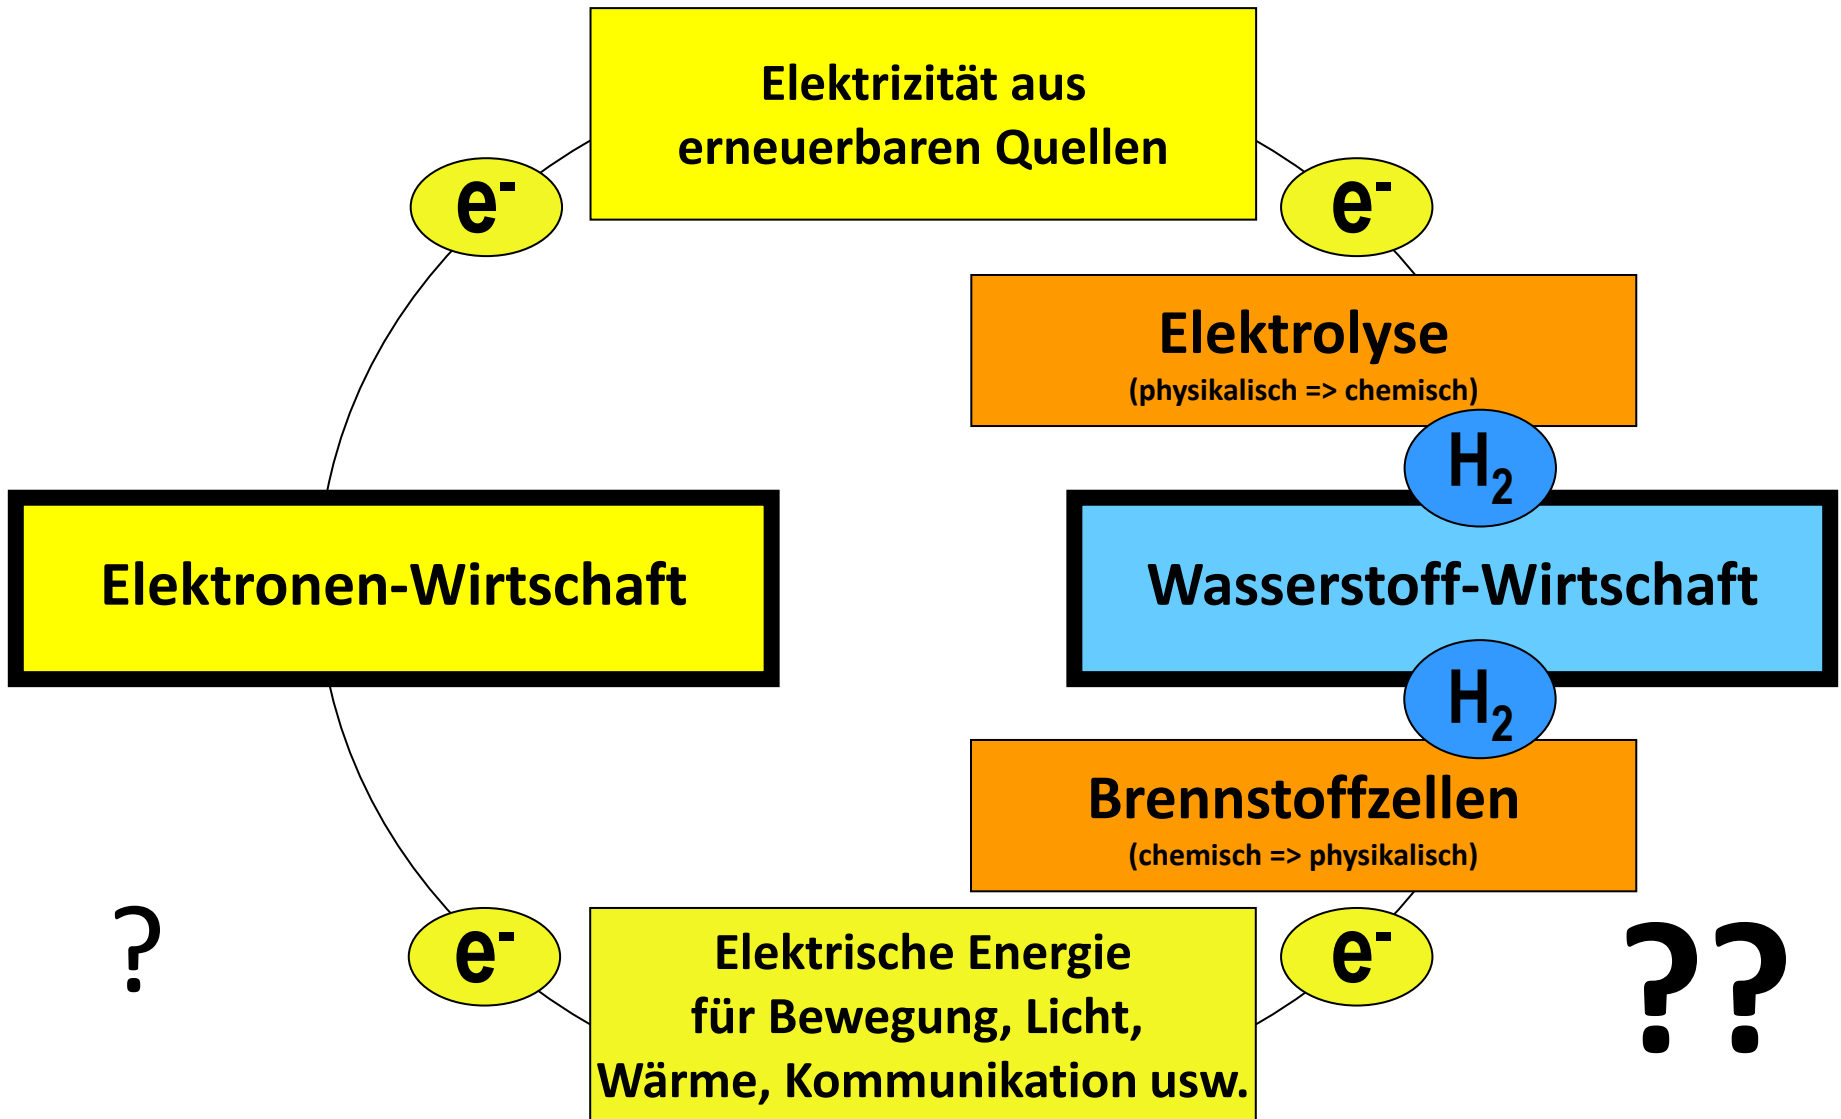 Elektrizität aus
erneuerbaren Quellen
e⁻
e⁻
Elektrolyse
(physikalisch => chemisch)
H₂
Elektronen-Wirtschaft
Wasserstoff-Wirtschaft
H₂
Brennstoffzellen
(chemisch => physikalisch)
?
e⁻
Elektrische Energie
für Bewegung, Licht,
Wärme, Kommunikation usw.
e⁻
??